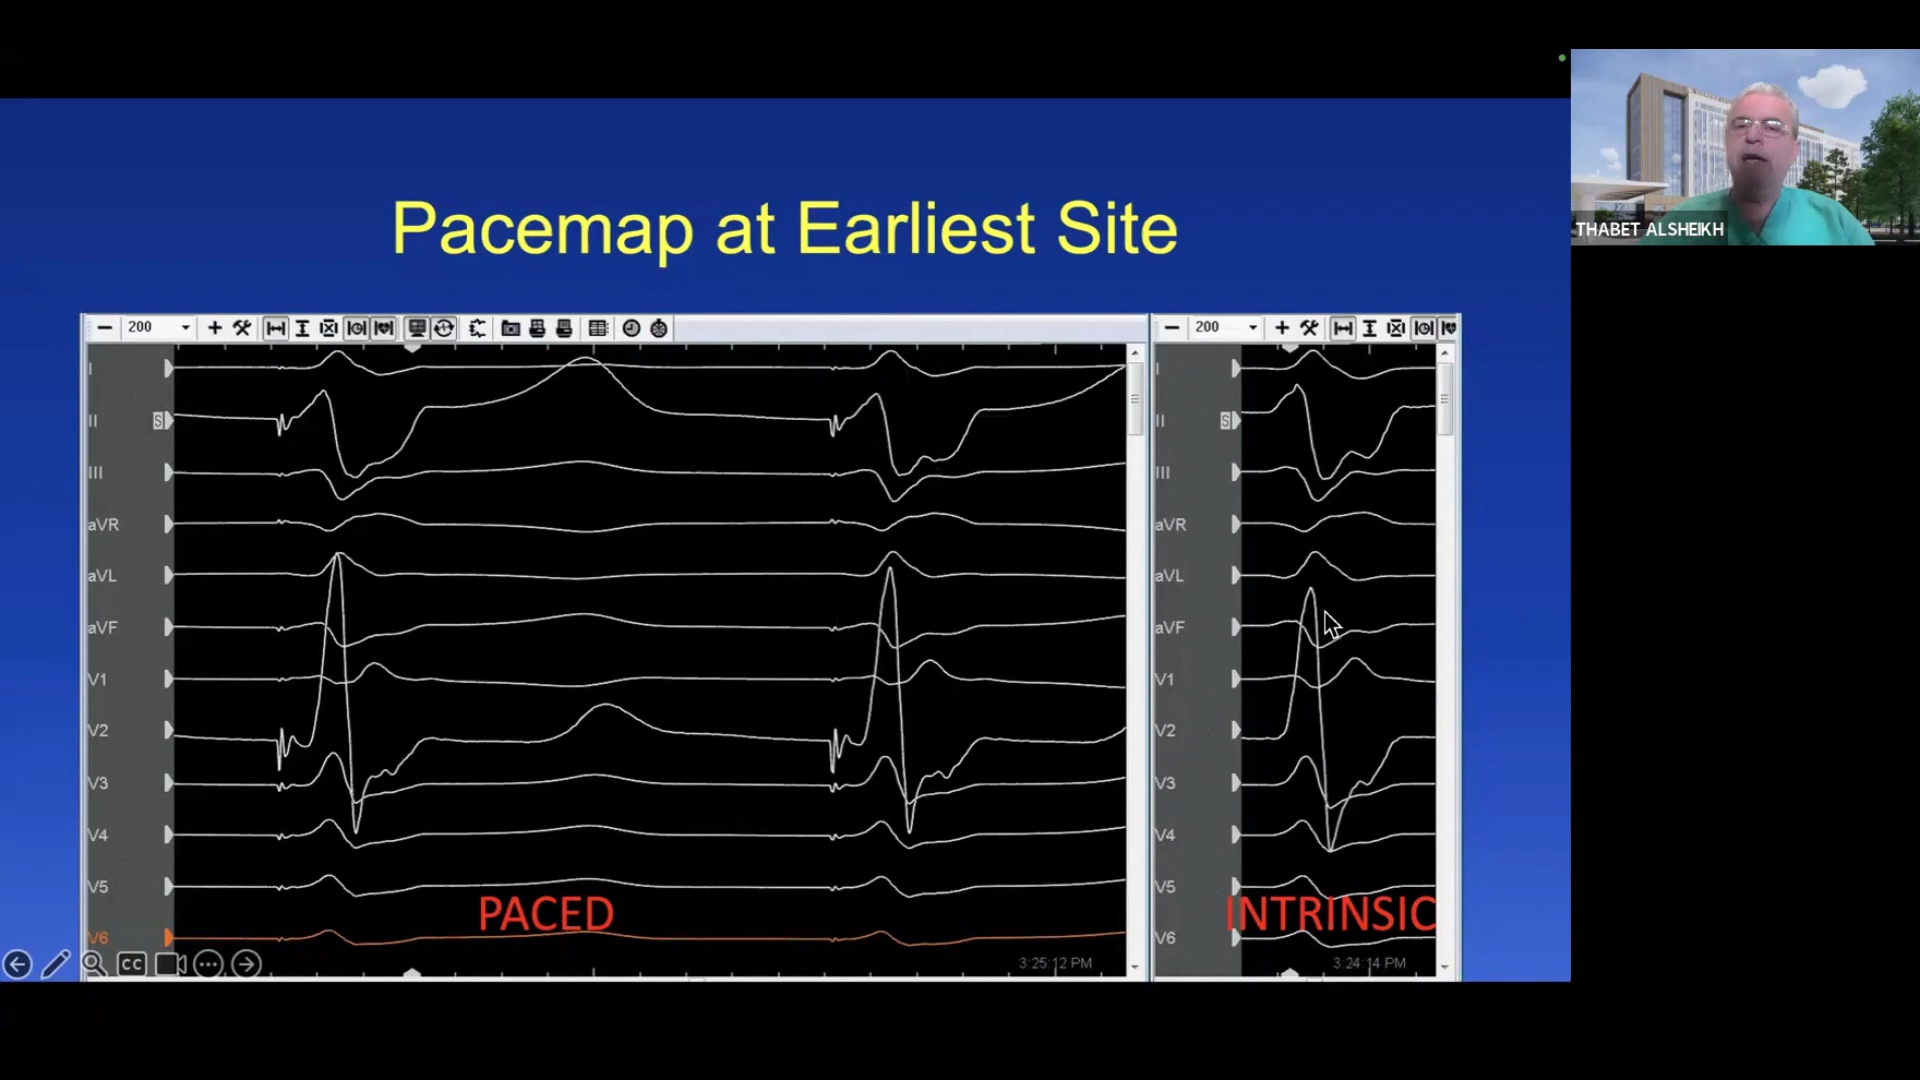 THABET ALSHEIKH
Pacemap at Earliest Site
200
200
I
I
II
S
II
S
III
III
aVR
aVR
aVL
aVL
aVF
aVF
V1
V1
V2
V2
V3
V3
V4
V4
V5
V5
PACED
INTRINSIC
V6
V6
CC
3:25:12 PM
3:24:14 PM